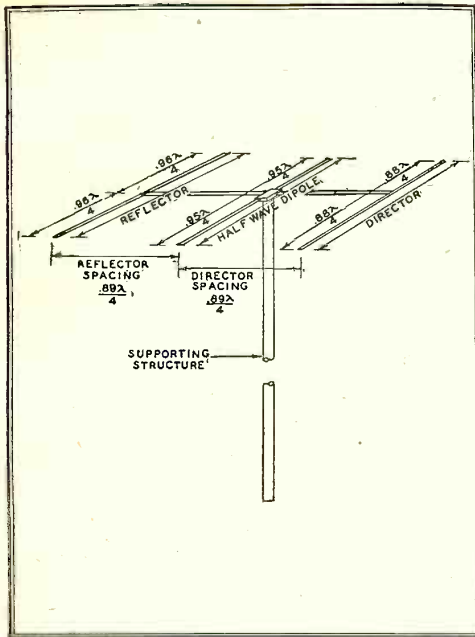 .96λ
4
.96λ
4
REFLECTOR
.95λ
4
.95λ
4
HALF WAVE DIPOLE
.88λ
4
.88λ
4
DIRECTOR
REFLECTOR
SPACING
.89λ
4
DIRECTOR
SPACING
.89λ
4
SUPPORTING
STRUCTURE